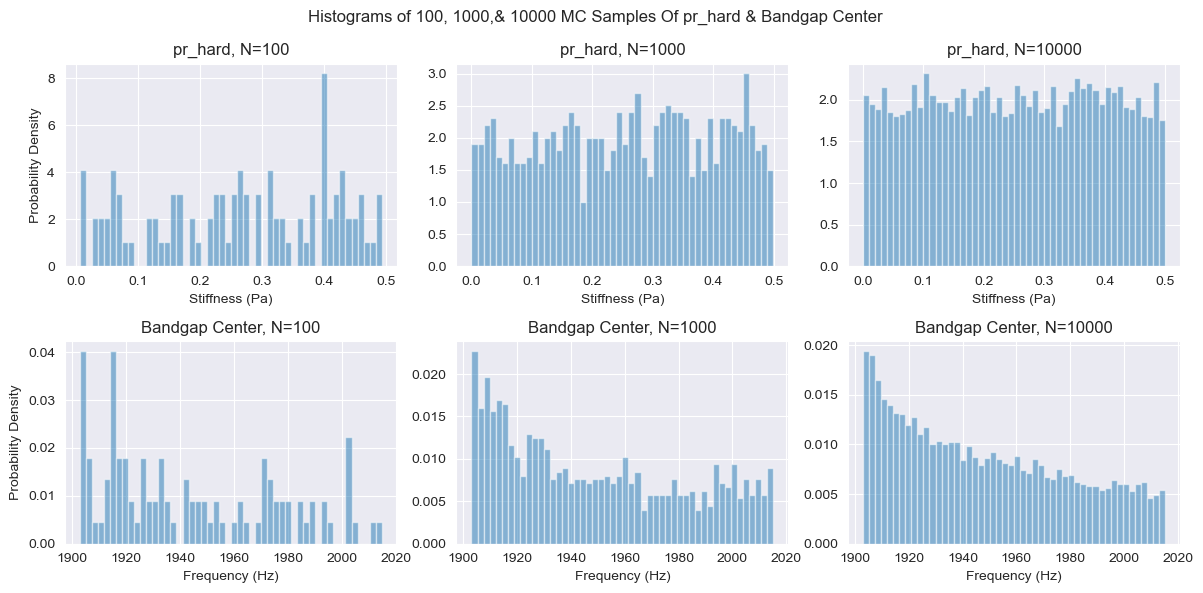 Histograms of 100, 1000,& 10000 MC Samples Of pr_hard & Bandgap Center
pr_hard, N=100
Probability Density
8
6
4
2
0
0.0 0.1 0.2 0.3 0.4 0.5
Stiffness (Pa)
pr_hard, N=1000
3.0
2.5
2.0
1.5
1.0
0.5
0.0
0.0 0.1 0.2 0.3 0.4 0.5
Stiffness (Pa)
pr_hard, N=10000
2.0
1.5
1.0
0.5
0.0
0.0 0.1 0.2 0.3 0.4 0.5
Stiffness (Pa)
Bandgap Center, N=100
Probability Density
0.04
0.03
0.02
0.01
0.00
1900 1920 1940 1960 1980 2000 2020
Frequency (Hz)
Bandgap Center, N=1000
0.020
0.015
0.010
0.005
0.000
1900 1920 1940 1960 1980 2000 2020
Frequency (Hz)
Bandgap Center, N=10000
0.020
0.015
0.010
0.005
0.000
1900 1920 1940 1960 1980 2000 2020
Frequency (Hz)